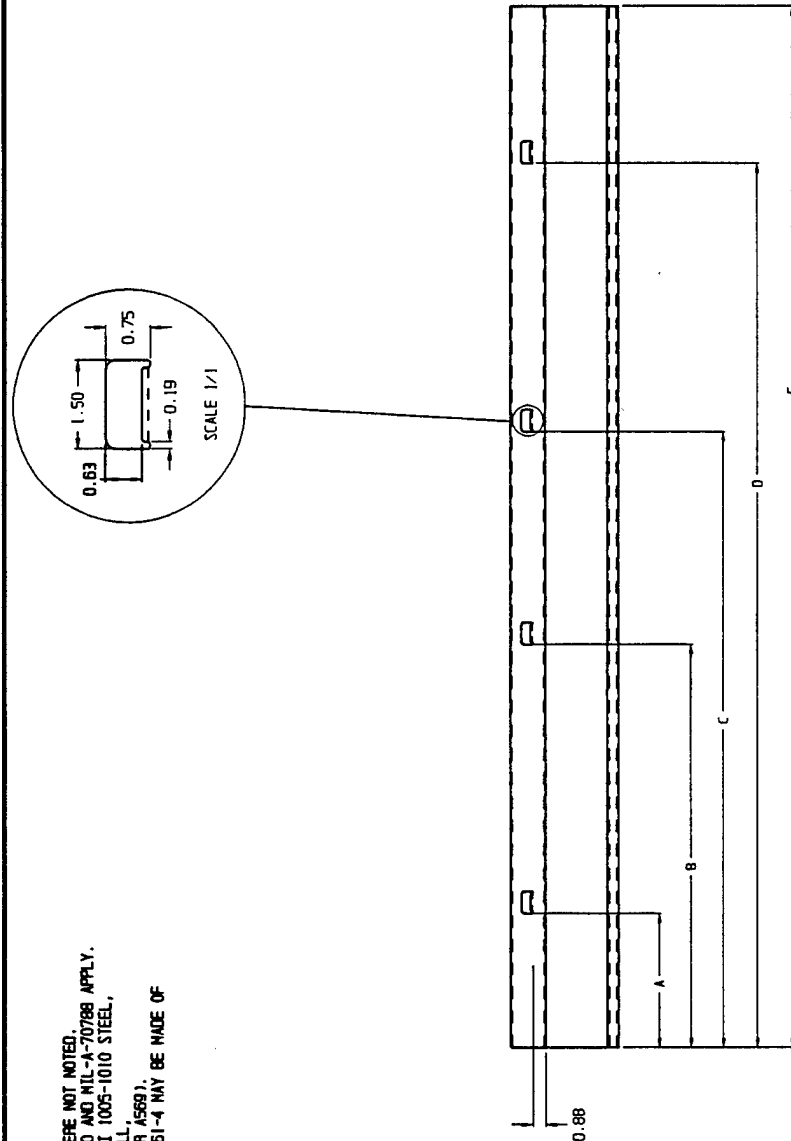 ERE NOT NOTED.
D AND MIL-A-70788 APPLY.
I 1005-1010 STEEL,
LL,
R A569).
61-4 MAY BE MADE OF
0.63
1.50
0.75
0.19
SCALE 1/1
0.88
A
B
C
D